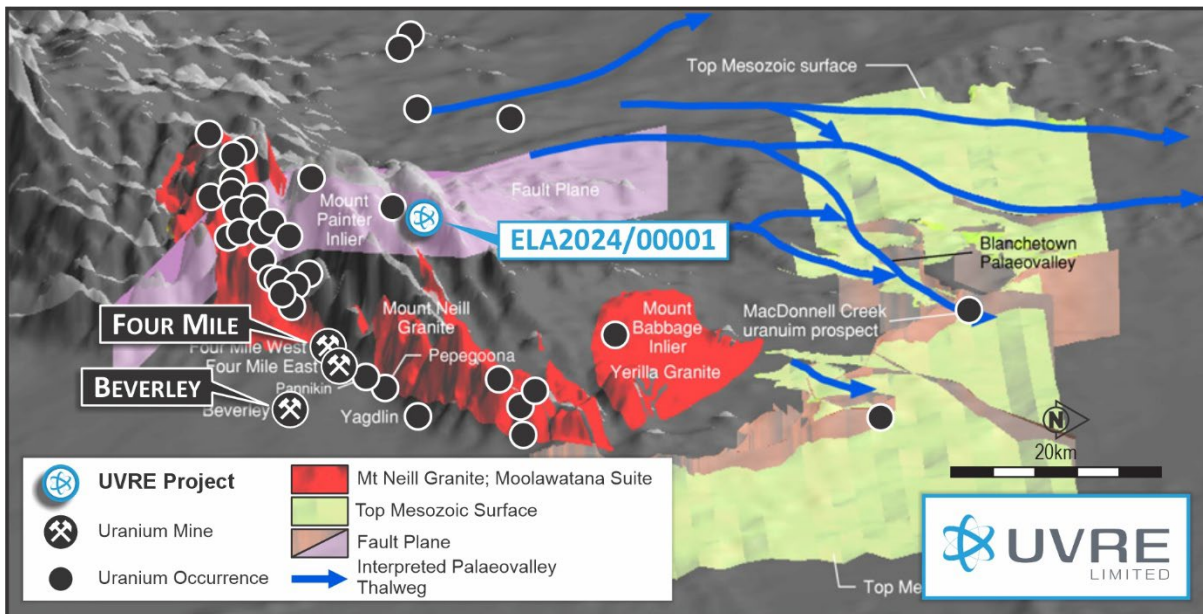 Top Mesozoic surface
Fault Plane
Mount
Painter
Inlier
ELA2024/00001
Blanchetown
Palaeovalley
MacDonnell Creek
uranuim prospect
Mount Neill
Granite
Mount
Babbage
Inlier
Yerilla Granite
FOUR MILE
Four Mile West
Four Mile East
Pepegoona
Pannikin
BEVERLEY
Beverley
Yagdlin
N
20km
UVRE Project
Uranium Mine
Uranium Occurrence
Mt Neill Granite; Moolawatana Suite
Top Mesozoic Surface
Fault Plane
Interpreted Palaeovalley
Thalweg
Top Me
UVRE
LIMITED